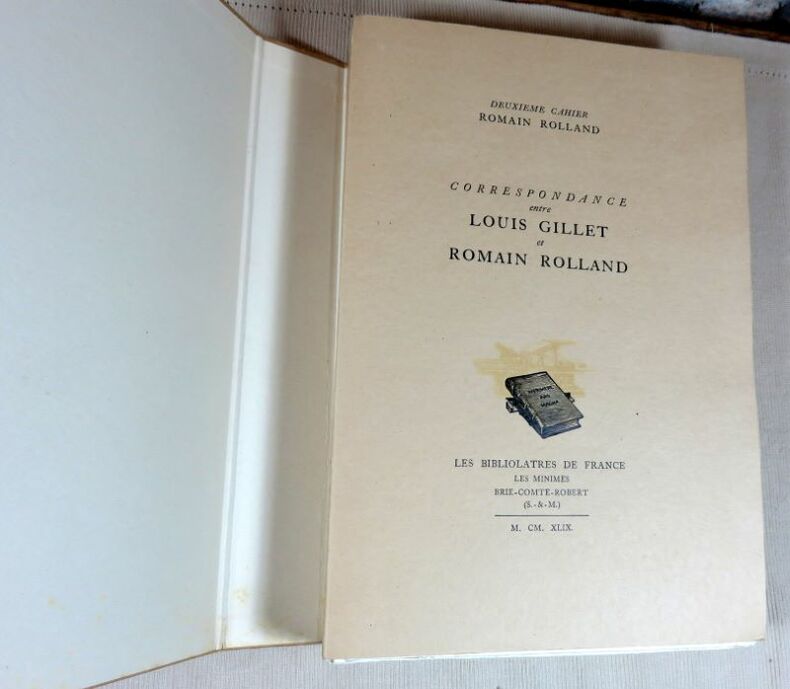 DEUXIEME CAHIER
ROMAIN ROLLAND
CORRESPONDANCE
entre
LOUIS GILLET
et
ROMAIN ROLLAND
LES BIBLIOLATRES DE FRANCE
LES MINIMES
BRIE-COMTE-ROBERT
(S.-&-M.)
M. CM. XLIX.